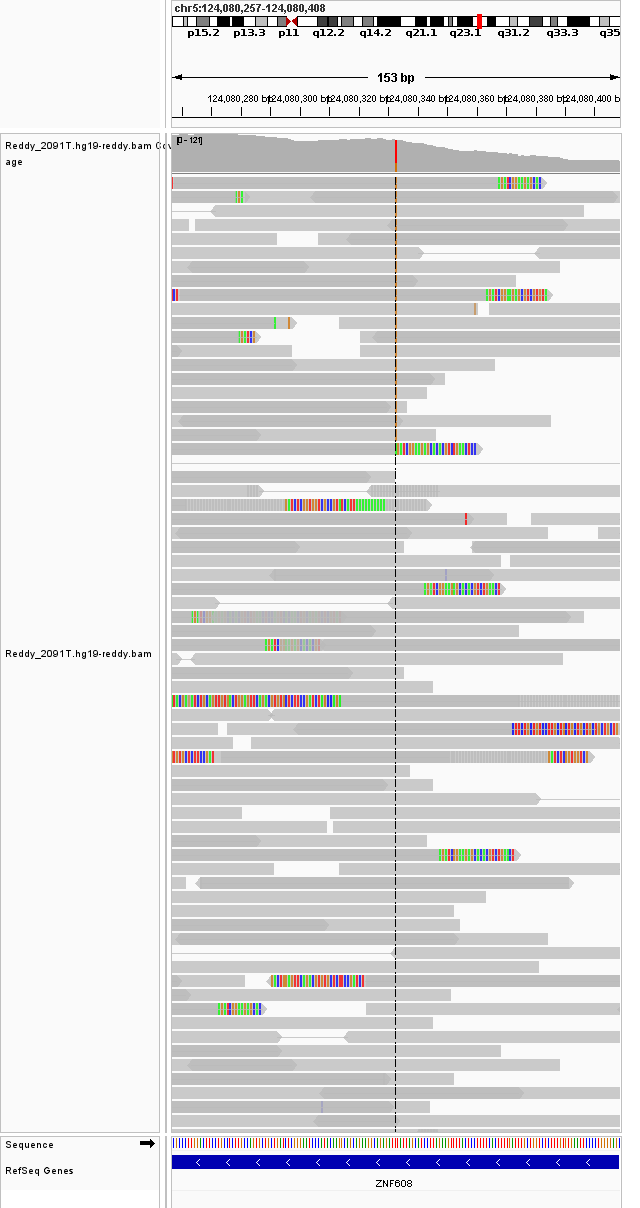 chr5:124,080,257-124,080,408
p15.2 p13.3 p11 q12.2 q14.2 q21.1 q23.1 q31.2 q33.3 q35
153 bp
124,080,280 bp 124,080,300 bp 124,080,320 bp 124,080,340 bp 124,080,360 bp 124,080,380 bp 124,080,400 b
Reddy_2091T.hg19-reddy.bam Cov
age
[0 - 121]
Reddy_2091T.hg19-reddy.bam
Sequence
RefSeq Genes
ZNF608